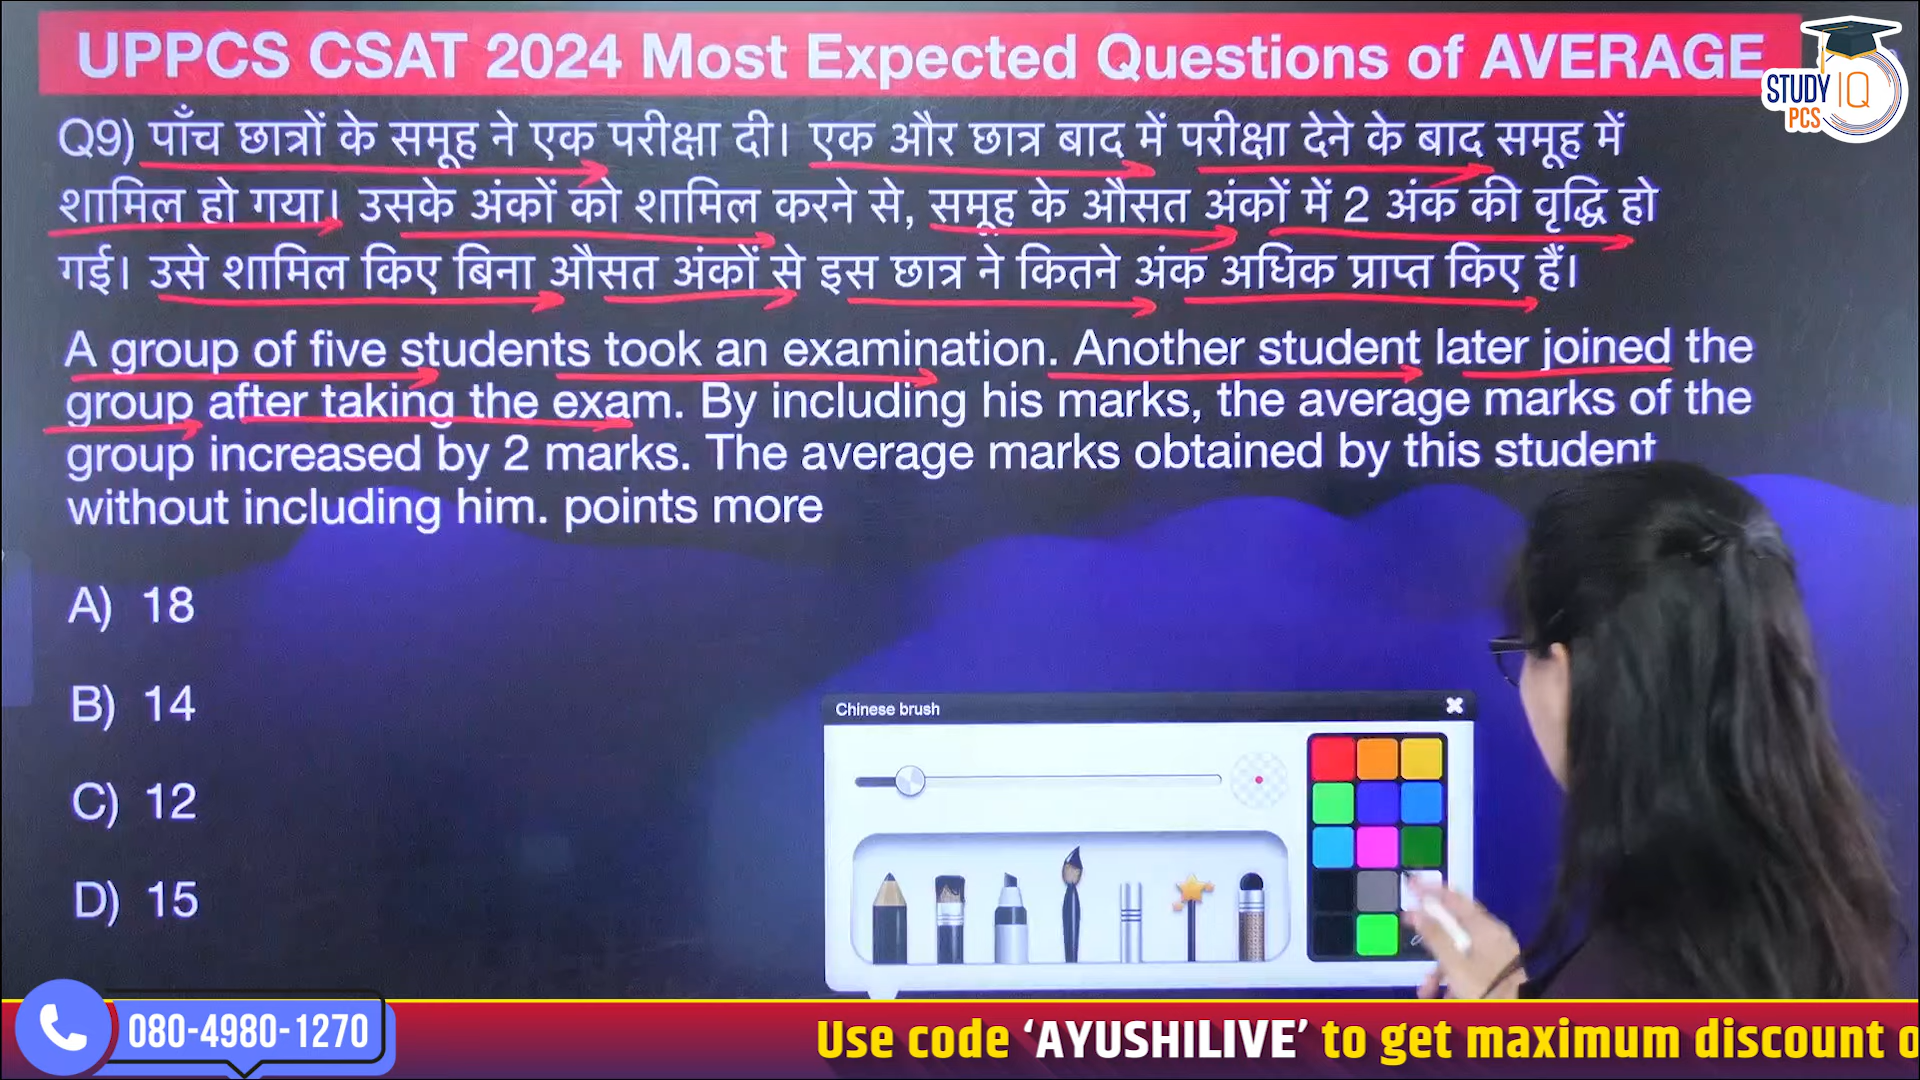 UPPCS CSAT 2024 Most Expected Questions of AVERAGE
STUDY IQ
PCS
Q9) पाँच छात्रों के समूह ने एक परीक्षा दी। एक और छात्र बाद में परीक्षा देने के बाद समूह में
शामिल हो गया। उसके अंकों को शामिल करने से, समूह के औसत अंकों में 2 अंक की वृद्धि हो
गई। उसे शामिल किए बिना औसत अंकों से इस छात्र ने कितने अंक अधिक प्राप्त किए हैं।
A group of five students took an examination. Another student later joined the
group after taking the exam. By including his marks, the average marks of the
group increased by 2 marks. The average marks obtained by this student
without including him. points more
A) 18
B) 14
C) 12
D) 15
Chinese brush
080-4980-1270
Use code ‘AYUSHILIVE’ to get maximum discount o